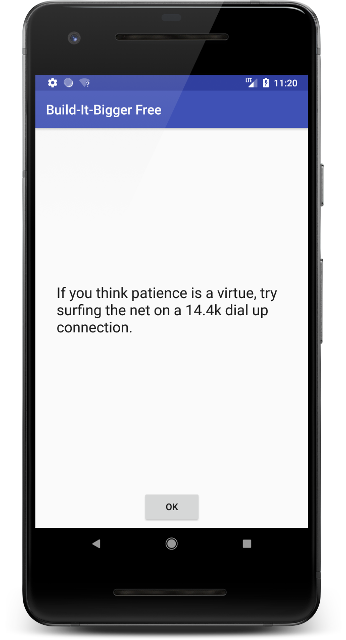 11:20
Build-It-Bigger Free
If you think patience is a virtue, try
surfing the net on a 14.4k dial up
connection.
OK